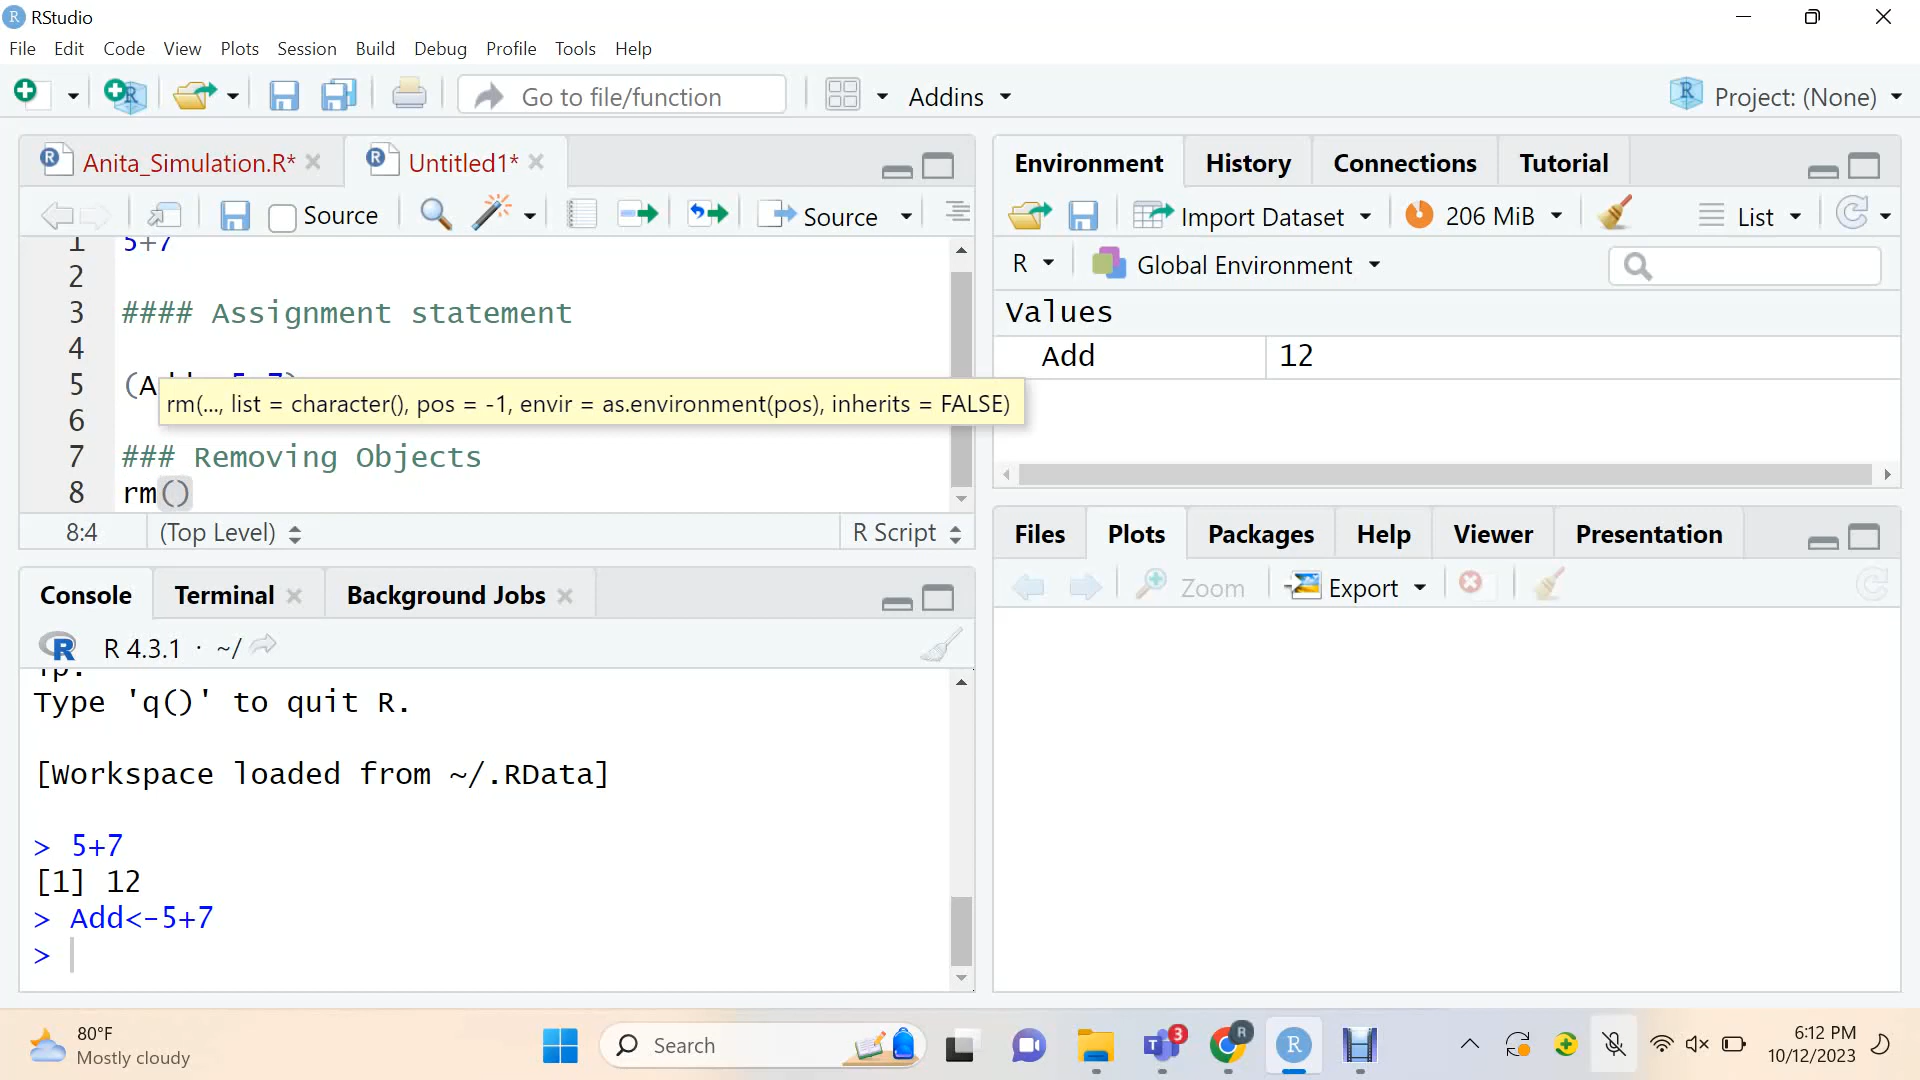 RStudio
File Edit Code View Plots Session Build Debug Profile Tools Help
Go to file/function Addins Project: (None)
Anita_Simulation.R* Untitled1*
Source Source
1 5+7
2
3 #### Assignment statement
4
5 (A
rm(..., list = character(), pos = -1, envir = as.environment(pos), inherits = FALSE)
6
7 ### Removing Objects
8 rm()
8:4 (Top Level) R Script
Console Terminal Background Jobs
R 4.3.1 · ~/
Type 'q()' to quit R.
[Workspace loaded from ~/.RData]
> 5+7
[1] 12
> Add<-5+7
>
Environment History Connections Tutorial
Import Dataset 206 MiB List
R Global Environment
Values
Add 12
Files Plots Packages Help Viewer Presentation
Zoom Export
80°F
Mostly cloudy
Search
3
R
6:12 PM
10/12/2023